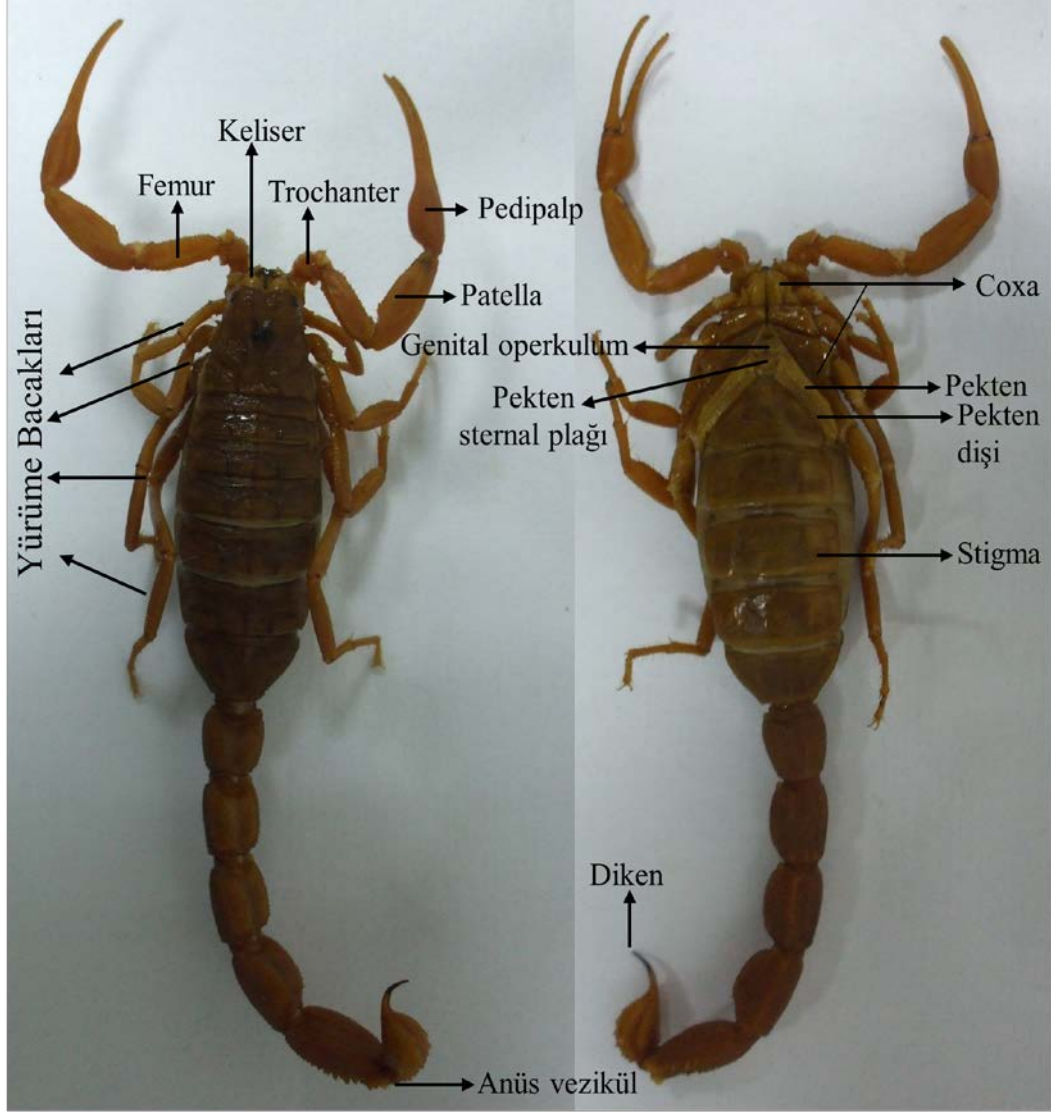 Keliser
Femur
Trochanter
Pedipalp
Patella
Yürüme Bacakları
Anüs vezikül
Coxa
Genital operkulum
Pekten
sternal plağı
Pekten
Pekten
dişi
Stigma
Diken